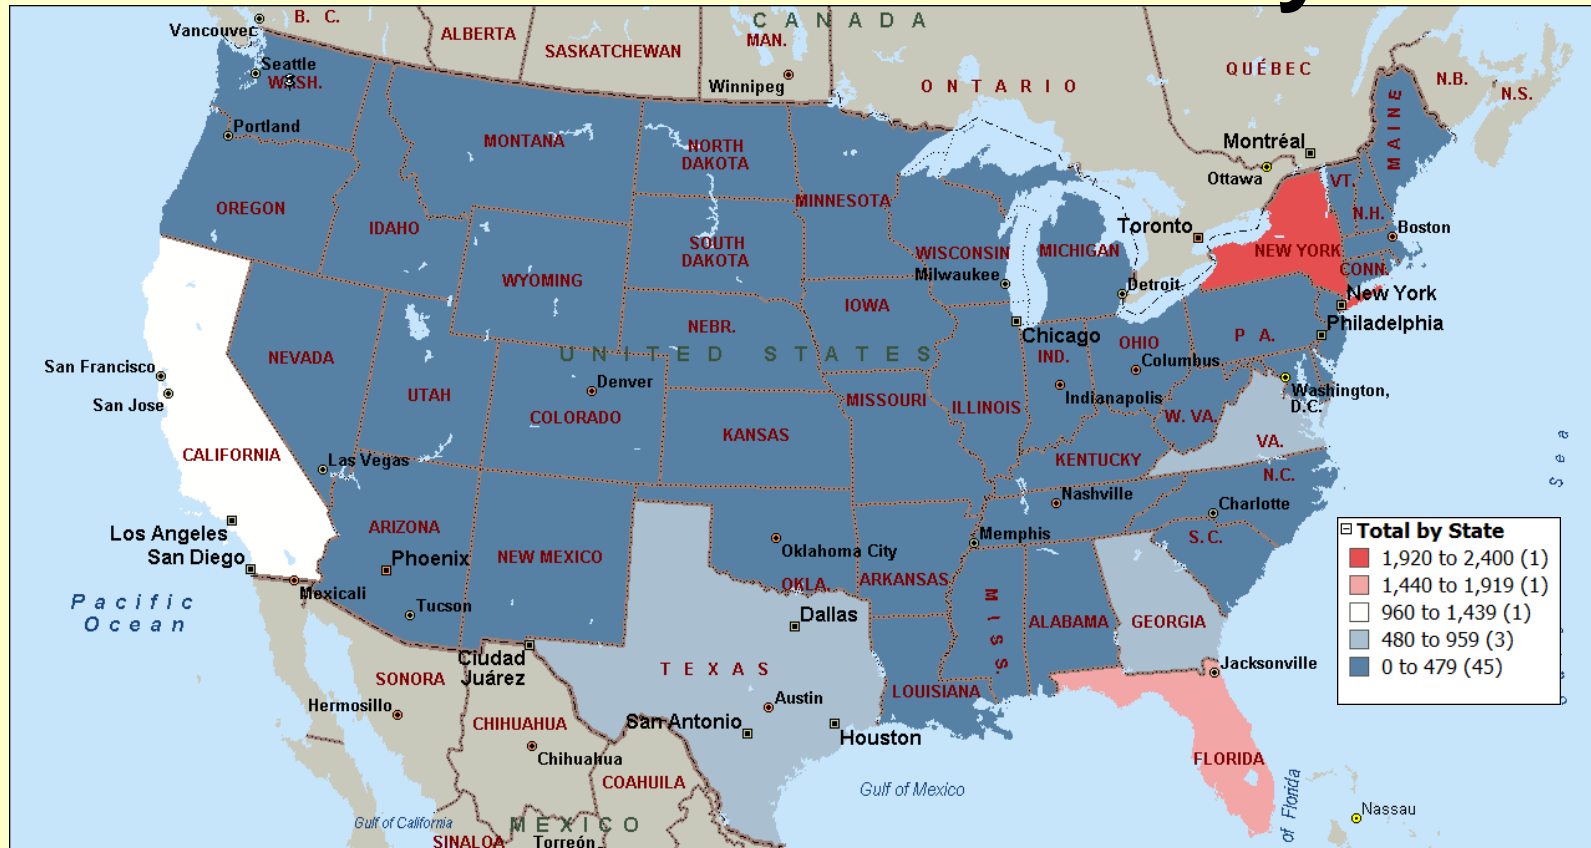 C A N A D A
B. C.
Vancouver
ALBERTA
SASKATCHEWAN
MAN.
Winnipeg
O N T A R I O
QUÉBEC
N.B.
N.S.
Seattle
WASH.
Portland
MONTANA
NORTH
DAKOTA
MINNESOTA
Montréal
Ottawa
MAINE
VT.
N.H.
Boston
OREGON
IDAHO
WYOMING
SOUTH
DAKOTA
WISCONSIN
Milwaukee
MICHIGAN
Toronto
Detroit
NEW YORK
CONN.
New York
Philadelphia
IOWA
NEBR.
Chicago
IND.
OHIO
Columbus
P A.
U N I T E D S T A T E S
NEVADA
UTAH
Denver
COLORADO
KANSAS
MISSOURI
ILLINOIS
Indianapolis
W. VA.
Washington,
D.C.
VA.
San Francisco
San Jose
CALIFORNIA
Las Vegas
KENTUCKY
N.C.
Nashville
Charlotte
Los Angeles
San Diego
ARIZONA
Phoenix
NEW MEXICO
Oklahoma City
OKLA.
ARKANSAS
Memphis
S.C.
Mexicali
Tucson
Pacific
Ocean
Dallas
MISS.
ALABAMA
GEORGIA
Ciudad
Juárez
T E X A S
LOUISIANA
Jacksonville
SONORA
Hermosillo
CHIHUAHUA
Chihuahua
Austin
San Antonio
Houston
FLORIDA
COAHUILA
Gulf of Mexico
of Florida
Nassau
Gulf of California
M E X I C O
SINALOA
Torreón
Sea
Total by State
1,920 to 2,400 (1)
1,440 to 1,919 (1)
960 to 1,439 (1)
480 to 959 (3)
0 to 479 (45)